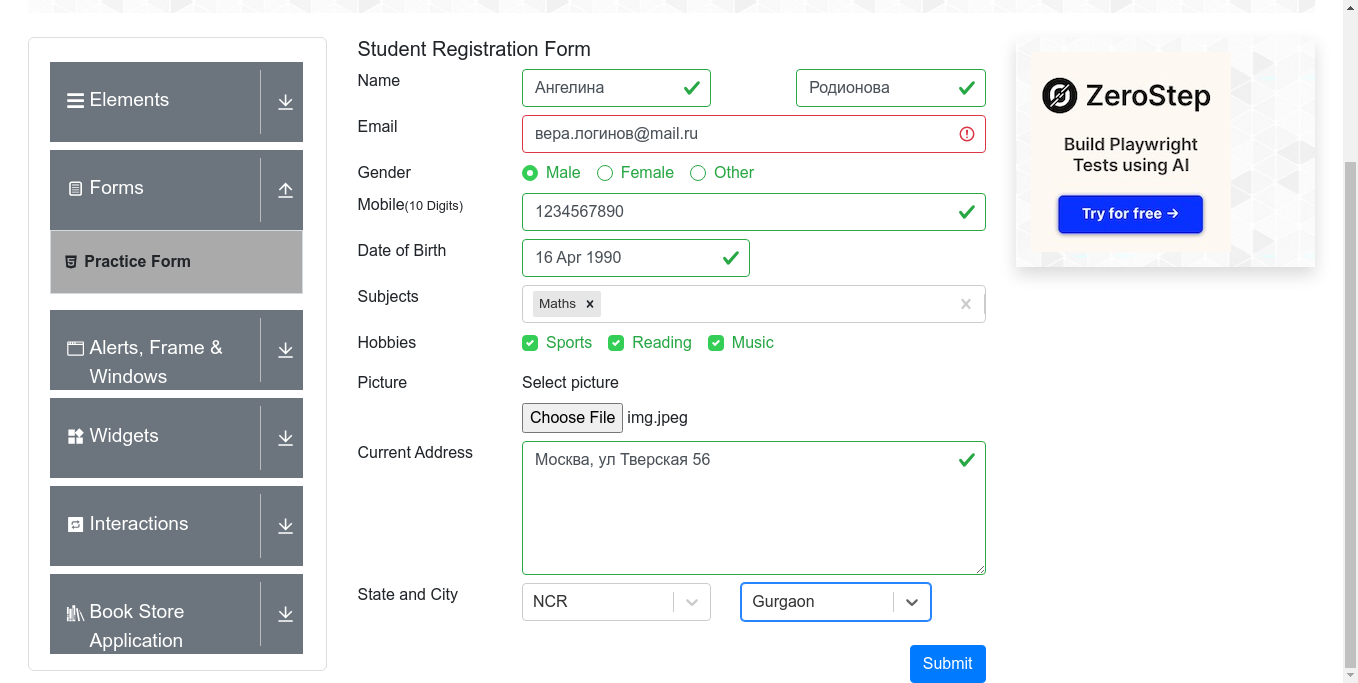 Elements
Forms
Practice Form
Alerts, Frame &
Windows
Widgets
Interactions
Book Store
Application
Student Registration Form
Name
Ангелина
Родионова
Email
вера.логинов@mail.ru
Gender
Male
Female
Other
Mobile(10 Digits)
1234567890
Date of Birth
16 Apr 1990
Subjects
Maths
Hobbies
Sports
Reading
Music
Picture
Select picture
Choose File img.jpeg
Current Address
Москва, ул Тверская 56
State and City
NCR
Gurgaon
Submit
ZeroStep
Build Playwright
Tests using AI
Try for free →